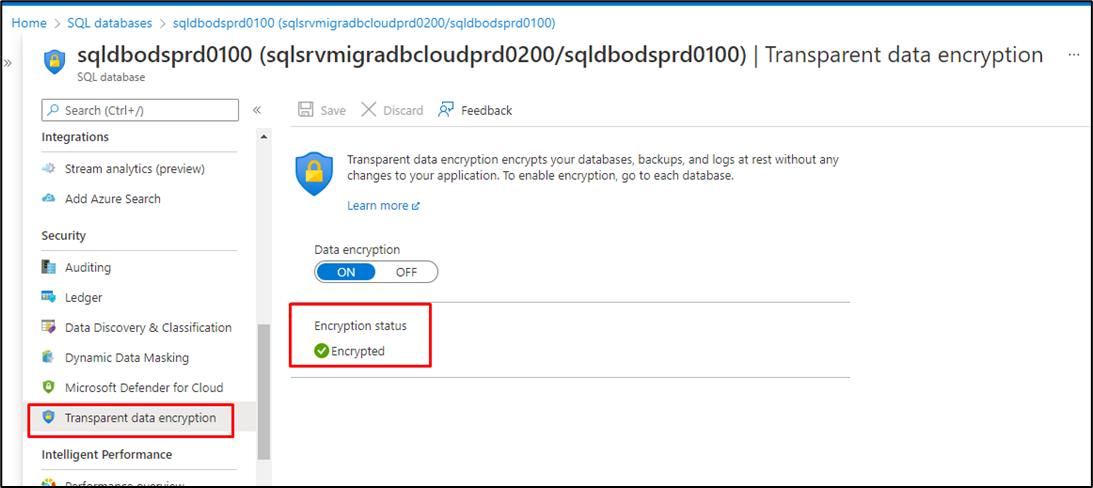 Home > SQL databases > sqldbodsprd0100 (sqlsrvmigradbcloudprd0200/sqldbodsprd0100)
sqldbodsprd0100 (sqlsrvmigradbcloudprd0200/sqldbodsprd0100) | Transparent data encryption ...
SQL database
Search (Ctrl+/)
Integrations
Stream analytics (preview)
Add Azure Search
Security
Auditing
Ledger
Data Discovery & Classification
Dynamic Data Masking
Microsoft Defender for Cloud
Transparent data encryption
Intelligent Performance
Performance overview
Save Discard Feedback
Transparent data encryption encrypts your databases, backups, and logs at rest without any
changes to your application. To enable encryption, go to each database.
Learn more
Data encryption
ON OFF
Encryption status
Encrypted